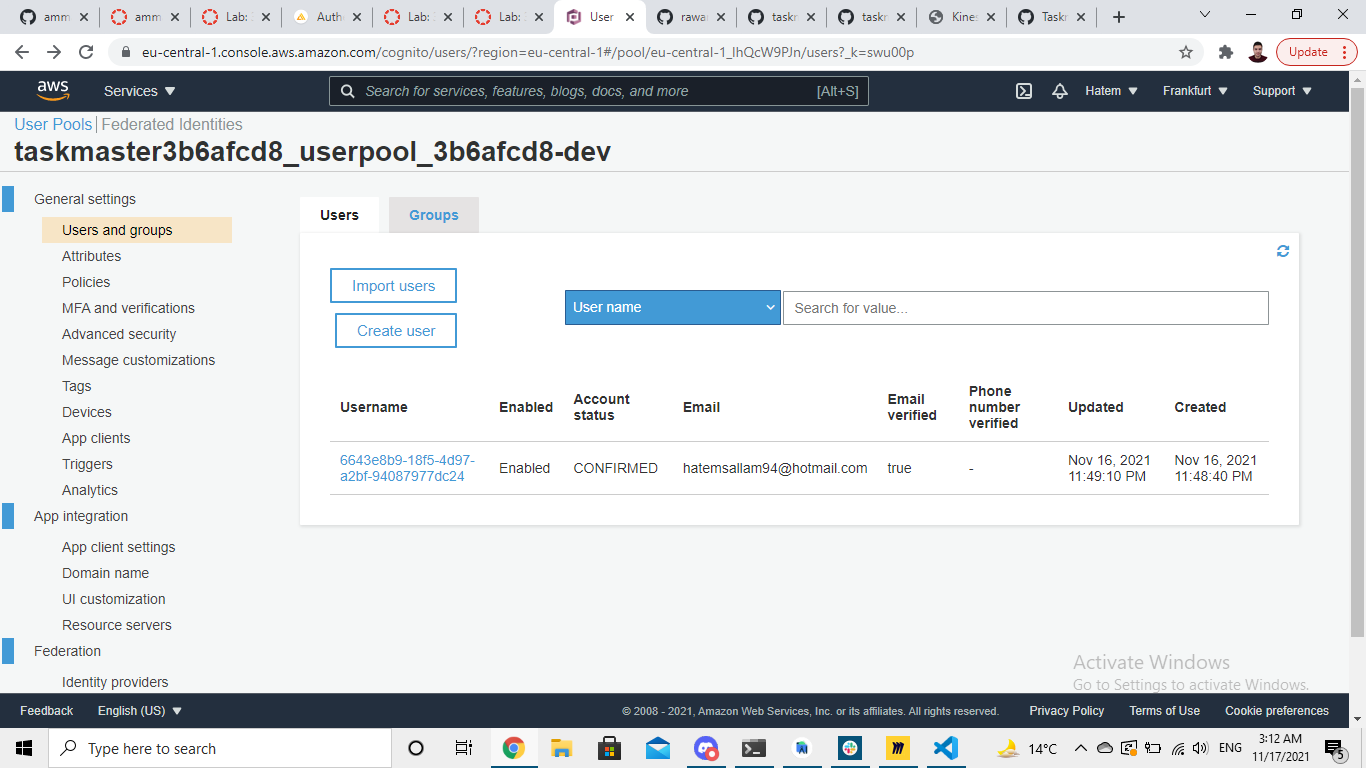 amm
amm
Lab:
Auth
Lab:
Lab:
User
rawa
taskm
taskm
Kines
Taskr
eu-central-1.console.aws.amazon.com/cognito/users/?region=eu-central-1#/pool/eu-central-1_IhQcW9PJn/users?_k=swu00p
Update
aws
Services
Search for services, features, blogs, docs, and more
[Alt+S]
Hatem
Frankfurt
Support
User Pools | Federated Identities
taskmaster3b6afcd8_userpool_3b6afcd8-dev
General settings
Users and groups
Attributes
Policies
MFA and verifications
Advanced security
Message customizations
Tags
Devices
App clients
Triggers
Analytics
App integration
App client settings
Domain name
UI customization
Resource servers
Federation
Identity providers
Users
Groups
Import users
Create user
User name
Search for value...
Username
Enabled
Account
status
Email
Email
verified
Phone
number
verified
Updated
Created
6643e8b9-18f5-4d97-
a2bf-94087977dc24
Enabled
CONFIRMED
hatemsallam94@hotmail.com
true
-
Nov 16, 2021
11:49:10 PM
Nov 16, 2021
11:48:40 PM
Activate Windows
Go to Settings to activate Windows.
Feedback
English (US)
© 2008 - 2021, Amazon Web Services, Inc. or its affiliates. All rights reserved.
Privacy Policy
Terms of Use
Cookie preferences
Type here to search
14°C
ENG
3:12 AM
11/17/2021
5